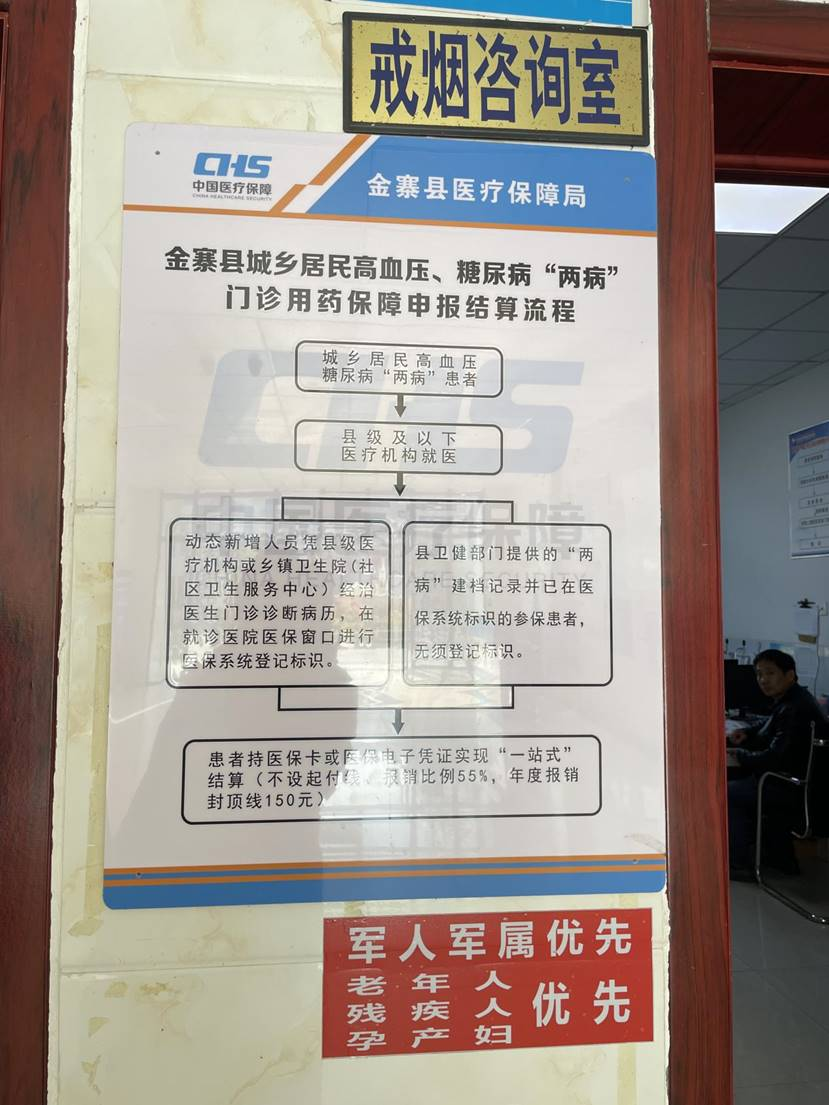 戒烟咨询室
CHS
中国医疗保障
CHINA HEALTHCARE SECURITY
金寨县医疗保障局
金寨县城乡居民高血压、糖尿病“两病”
门诊用药保障申报结算流程
城乡居民高血压
糖尿病“两病”患者
县级及以下
医疗机构就医
动态新增人员凭县级医
疗机构或乡镇卫生院(社
区卫生服务中心)经治
医生门诊诊断病历，在
就诊医院医保窗口进行
医保系统登记标识。
县卫健部门提供的“两
病”建档记录并已在医
保系统标识的参保患者，
无须登记标识。
患者持医保卡或医保电子凭证实现“一站式”
结算（不设起付线、报销比例55%，年度报销
封顶线150元）
CHS
中国医疗保障
军人军属优先
老年人
残疾人 优先
孕产妇